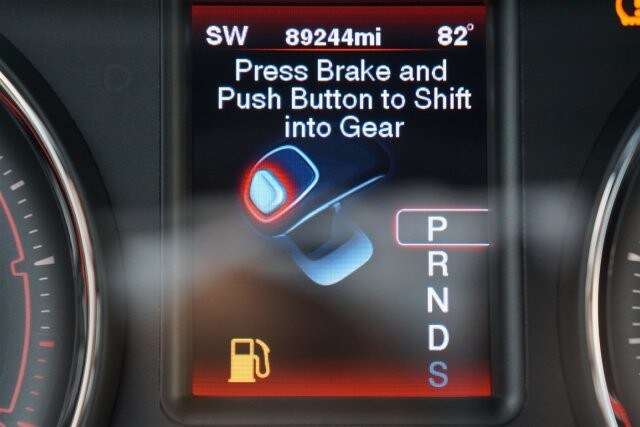 SW 89244mi 82°
Press Brake and
Push Button to Shift
into Gear
P
R
N
D
S